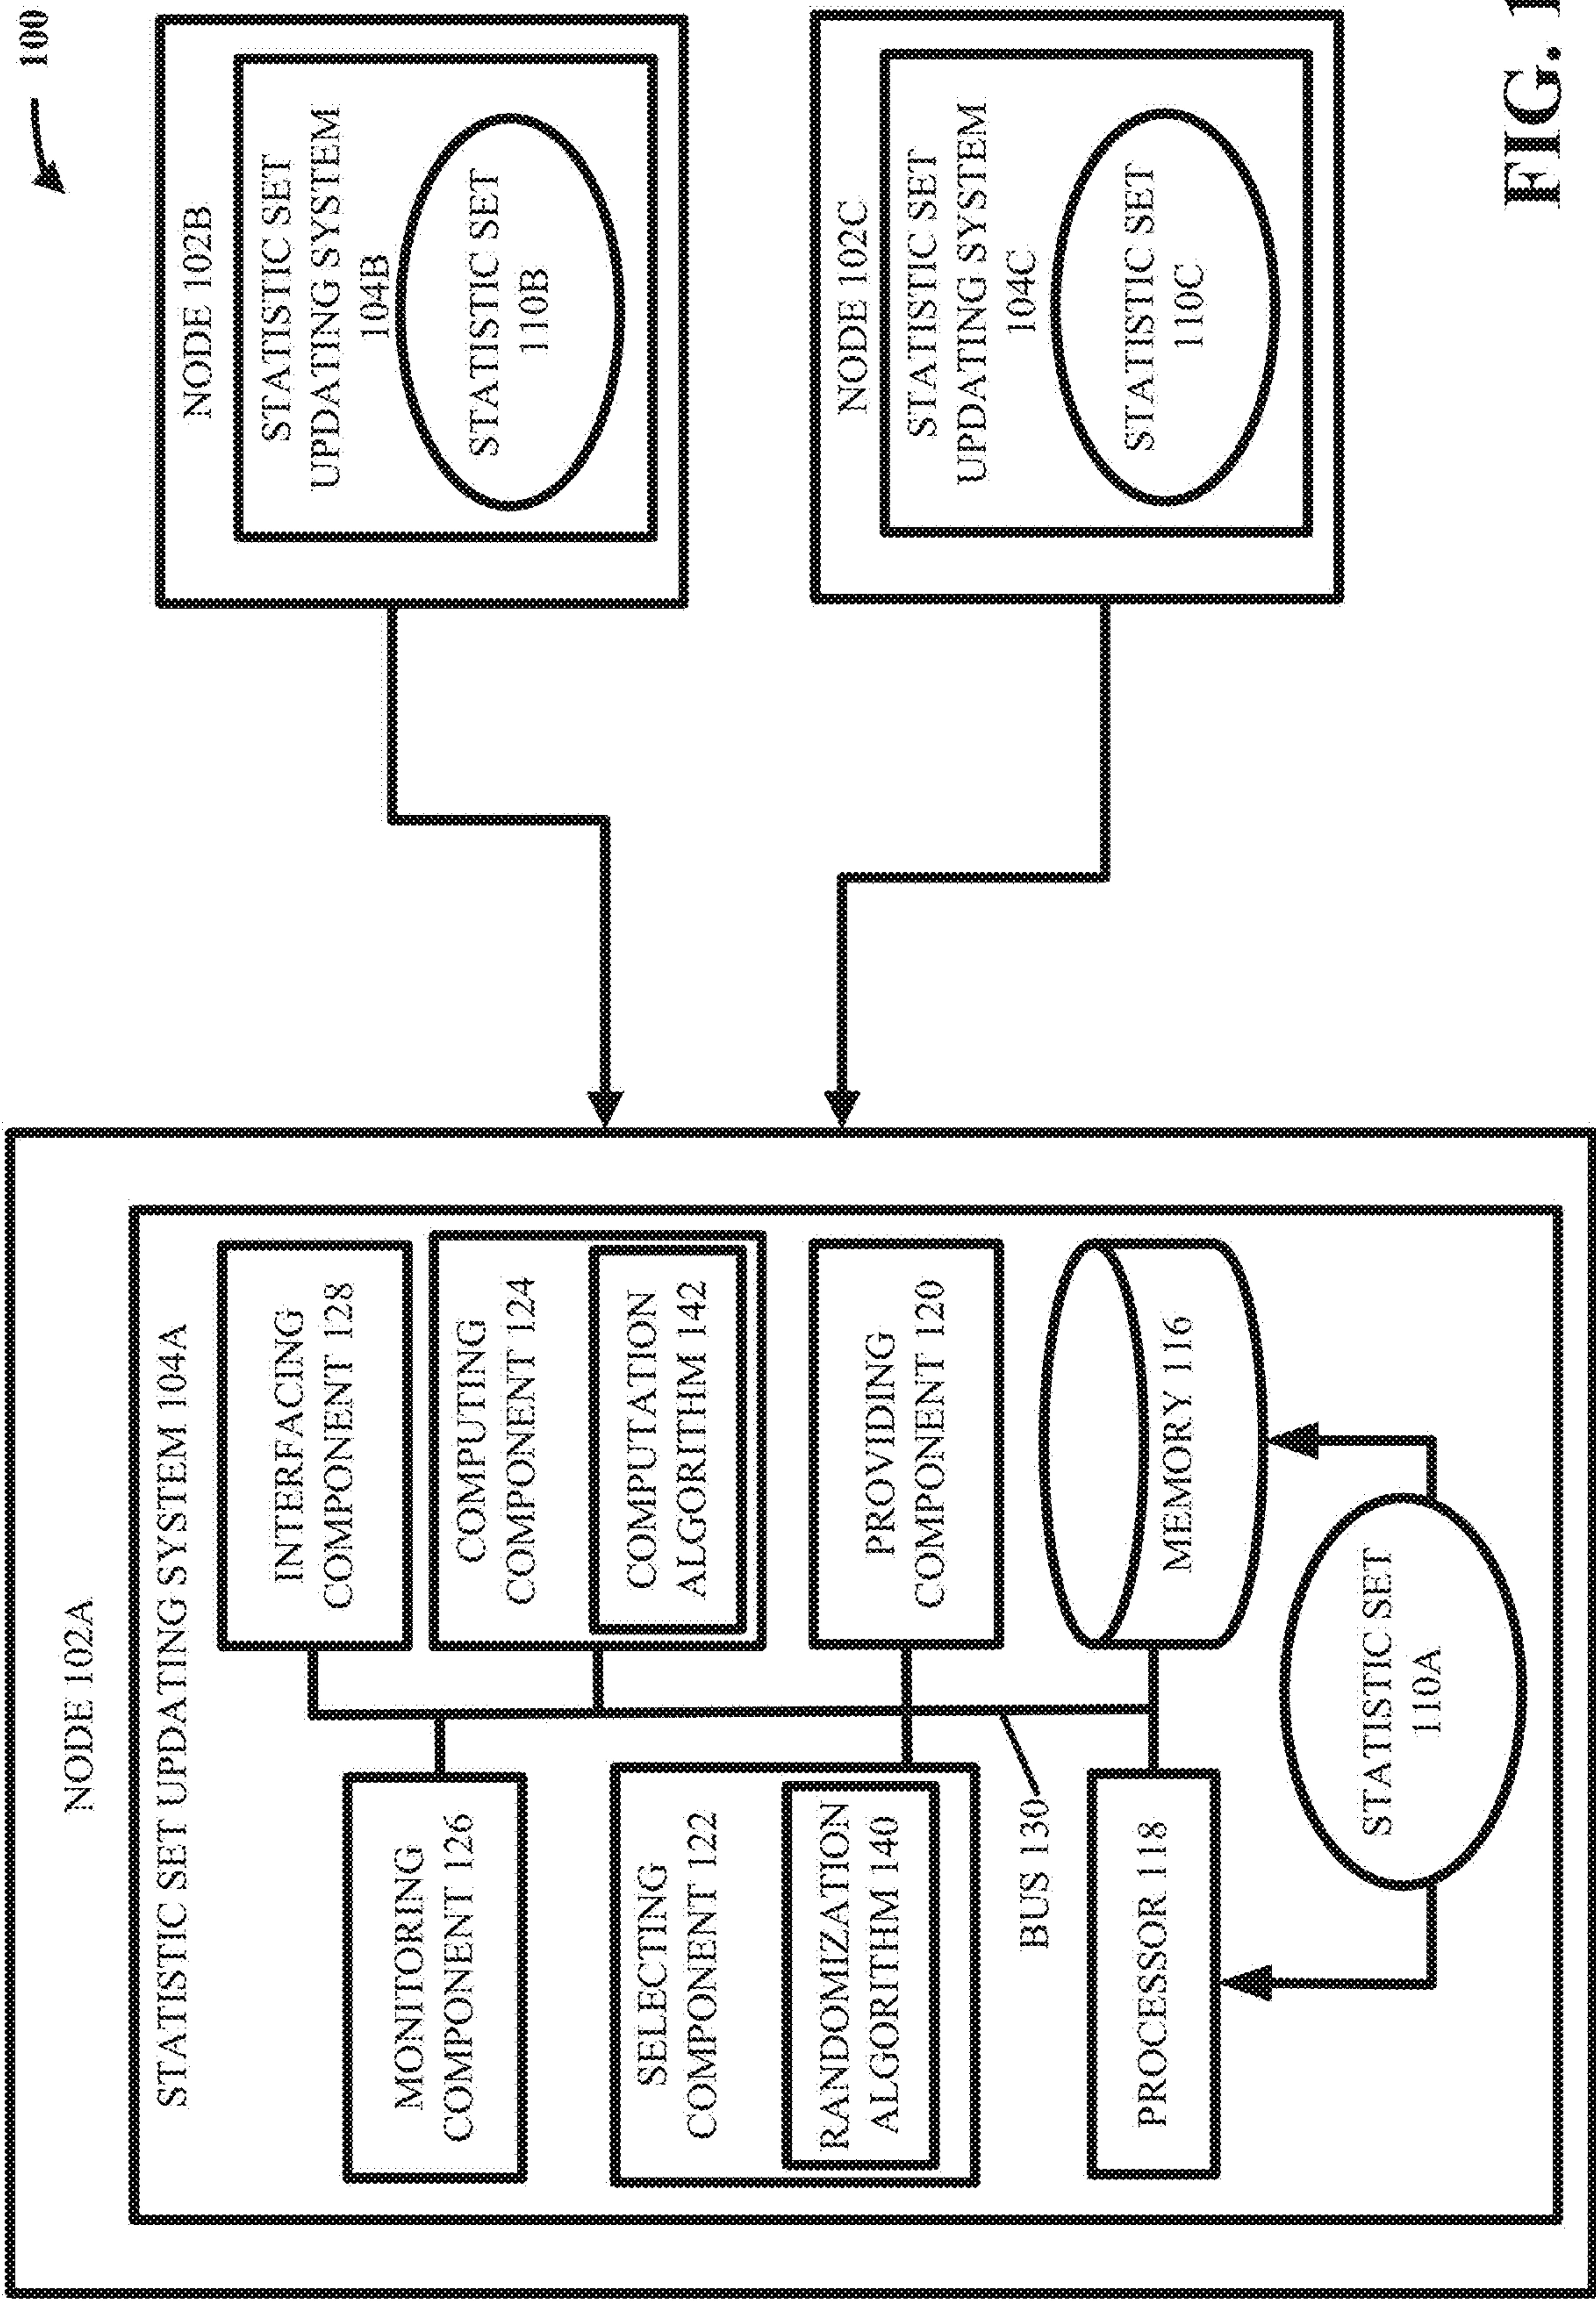 100
NODE 102A
STATISTIC SET UPDATING SYSTEM 104A
MONITORING
COMPONENT 126
INTERFACING
COMPONENT 128
SELECTING
COMPONENT 122
RANDOMIZATION
ALGORITHM 140
COMPUTING
COMPONENT 124
COMPUTATION
ALGORITHM 142
BUS 130
PROVIDING
COMPONENT 120
PROCESSOR 118
MEMORY 116
STATISTIC SET
110A
NODE 102B
STATISTIC SET
UPDATING SYSTEM
104B
STATISTIC SET
110B
NODE 102C
STATISTIC SET
UPDATING SYSTEM
104C
STATISTIC SET
110C
FIG. 1